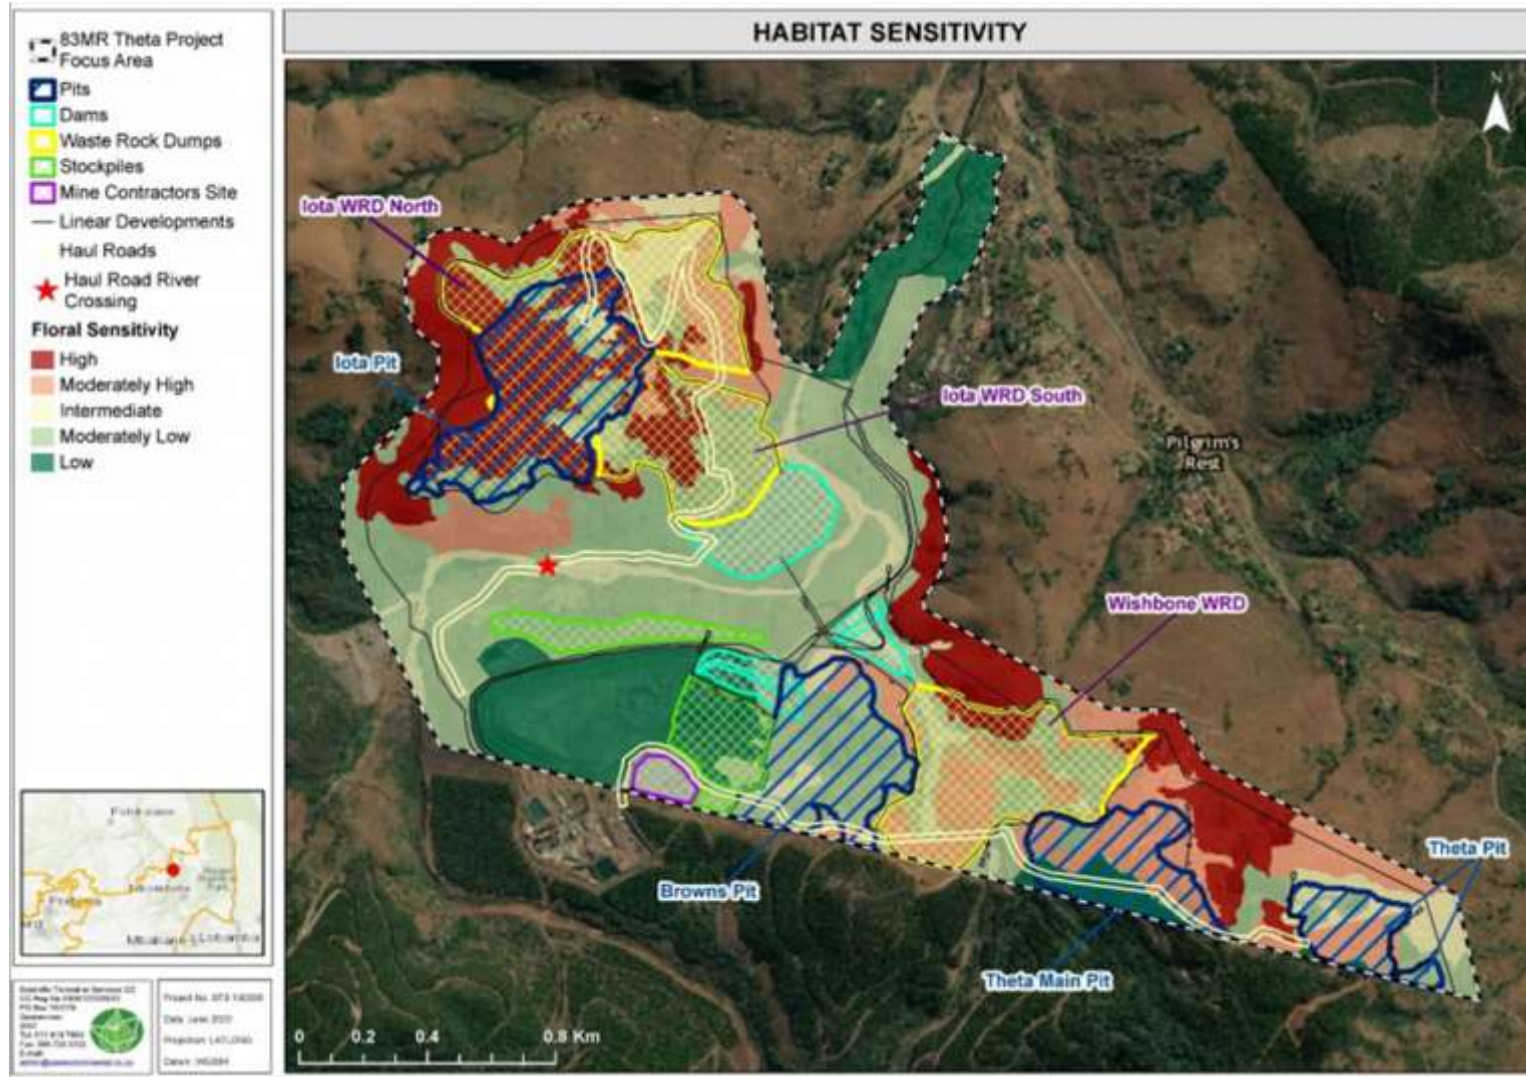 HABITAT SENSITIVITY
83MR Theta Project
Focus Area
Pits
Dams
Waste Rock Dumps
Stockpiles
Mine Contractors Site
Linear Developments
Haul Roads
Haul Road River
Crossing
Floral Sensitivity
High
Moderately High
Intermediate
Moderately Low
Low
N
Iota WRD North
Iota Pit
Iota WRD South
Pilgrim's
Rest
Wishbone WRD
Browns Pit
Theta Main Pit
Theta Pit
0 0.2 0.4 0.8 Km